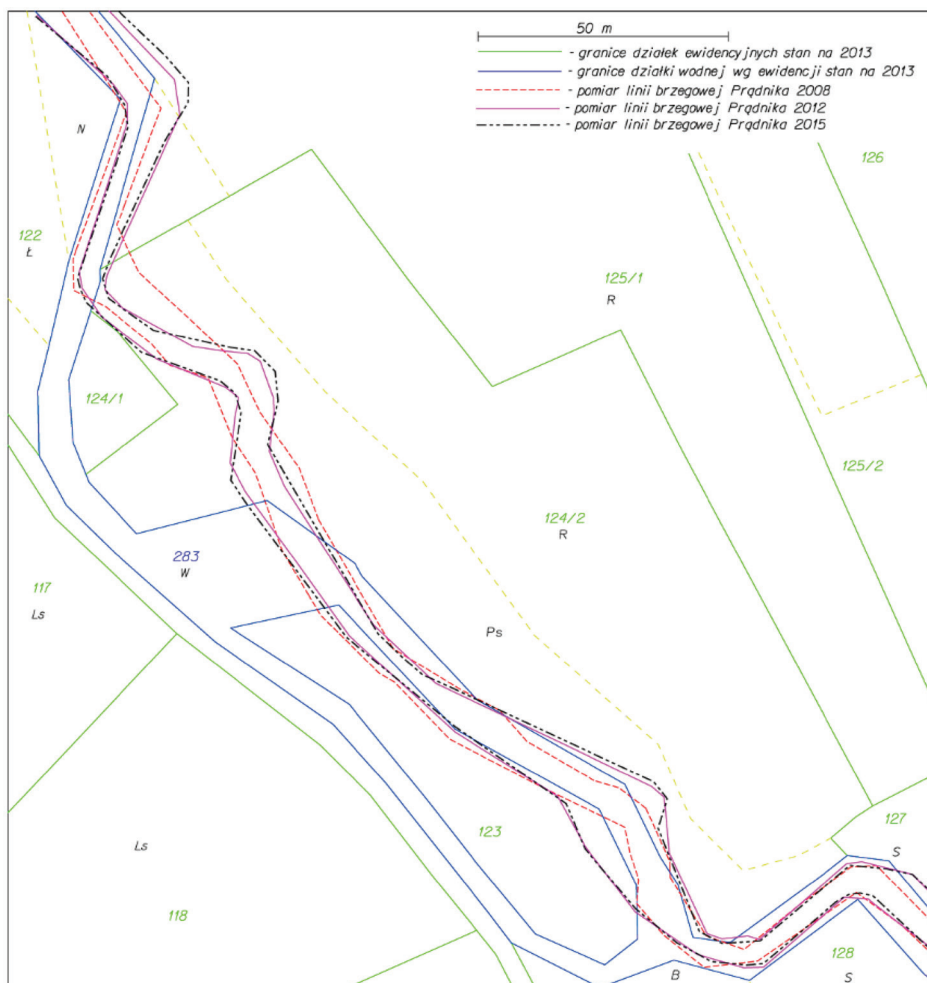 50 m
- granice działek ewidencyjnych stan na 2013
- granice działki wodnej wg ewidencji stan na 2013
- pomiar linii brzegowej Prądnika 2008
- pomiar linii brzegowej Prądnika 2012
- pomiar linii brzegowej Prądnika 2015
N
126
122
Ł
125/1
R
124/1
125/2
124/2
R
283
W
117
Ls
Ps
123
127
Ls
S
118
128
B
S